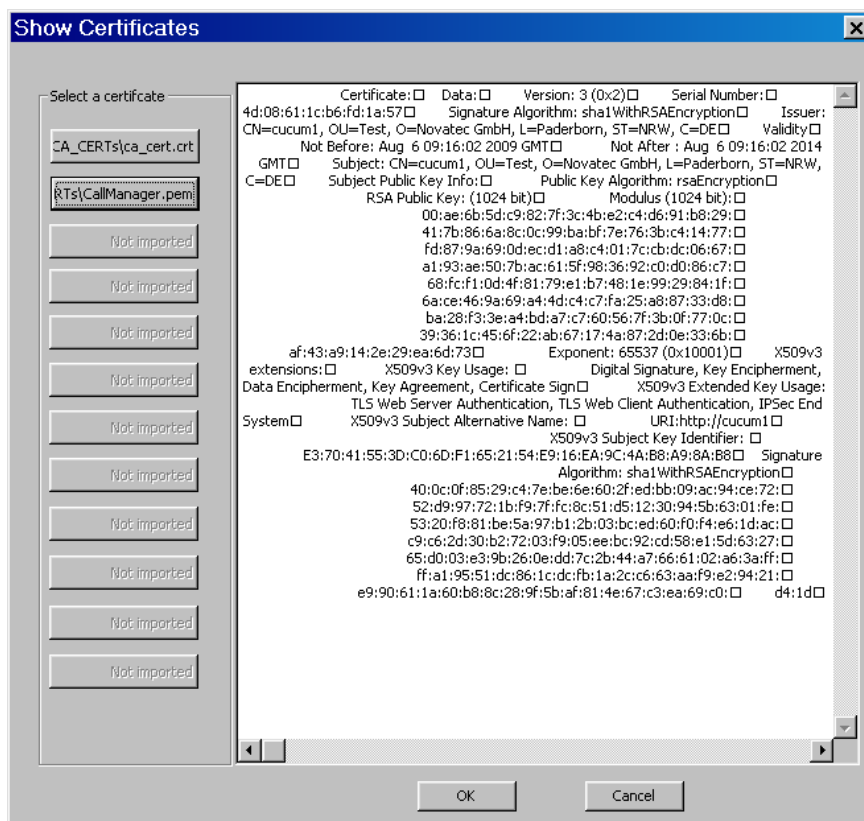 Show Certificates
Select a certifcate
CA_CERTs\ca_cert.crt
RTs\CallManager.pem
Not imported
Not imported
Not imported
Not imported
Not imported
Not imported
Not imported
Not imported
Not imported
Not imported
Certificate:□ Data:□ Version: 3 (0x2)□ Serial Number:□
4d:08:61:1c:b6:fd:1a:57□ Signature Algorithm: sha1WithRSAEncryption□ Issuer:
CN=cucum1, OU=Test, O=Novatec GmbH, L=Paderborn, ST=NRW, C=DE□ Validity□
Not Before: Aug 6 09:16:02 2009 GMT□ Not After : Aug 6 09:16:02 2014
GMT□ Subject: CN=cucum1, OU=Test, O=Novatec GmbH, L=Paderborn, ST=NRW,
C=DE□ Subject Public Key Info:□ Public Key Algorithm: rsaEncryption□
RSA Public Key: (1024 bit)□ Modulus (1024 bit):□
00:ae:6b:5d:c9:82:7f:3c:4b:e2:c4:d6:91:b8:29:□
41:7b:86:6a:8c:0c:99:ba:bf:7e:76:3b:c4:14:77:□
fd:87:9a:69:0d:ec:d1:a8:c4:01:7c:cb:dc:06:67:□
a1:93:ae:50:7b:ac:61:5f:98:36:92:c0:d0:86:c7:□
68:fc:f1:0d:4f:81:79:e1:b7:48:1e:99:29:84:1f:□
6a:ce:46:9a:69:a4:4d:c4:c7:fa:25:a8:87:33:d8:□
ba:28:f3:3e:a4:bd:a7:c7:60:56:7f:3b:0f:77:0c:□
39:36:1c:45:6f:22:ab:67:17:4a:87:2d:0e:33:6b:□
af:43:a9:14:2e:29:ea:6d:73□ Exponent: 65537 (0x10001)□ X509v3
extensions:□ X509v3 Key Usage: □ Digital Signature, Key Encipherment,
Data Encipherment, Key Agreement, Certificate Sign□ X509v3 Extended Key Usage:
TLS Web Server Authentication, TLS Web Client Authentication, IPSec End
System□ X509v3 Subject Alternative Name: □ URI:http://cucum1□
X509v3 Subject Key Identifier: □
E3:70:41:55:3D:C0:6D:F1:65:21:54:E9:16:EA:9C:4A:B8:A9:8A:B8□ Signature
Algorithm: sha1WithRSAEncryption□
40:0c:0f:85:29:c4:7e:be:6e:60:2f:ed:bb:09:ac:94:ce:72:□
52:d9:97:72:1b:f9:7f:fc:8c:51:d5:12:30:94:5b:63:01:fe:□
53:20:f8:81:be:5a:97:b1:2b:03:bc:ed:60:f0:f4:e6:1d:ac:□
c9:c6:2d:30:b2:72:03:f9:05:ee:bc:92:cd:58:e1:5d:63:27:□
65:d0:03:e3:9b:26:0e:dd:7c:2b:44:a7:66:61:02:a6:3a:ff:□
ff:a1:95:51:dc:86:1c:dc:fb:1a:2c:c6:63:aa:f9:e2:94:21:□
e9:90:61:1a:60:b8:8c:28:9f:5b:af:81:4e:67:c3:ea:69:c0:□ d4:1d□
OK
Cancel